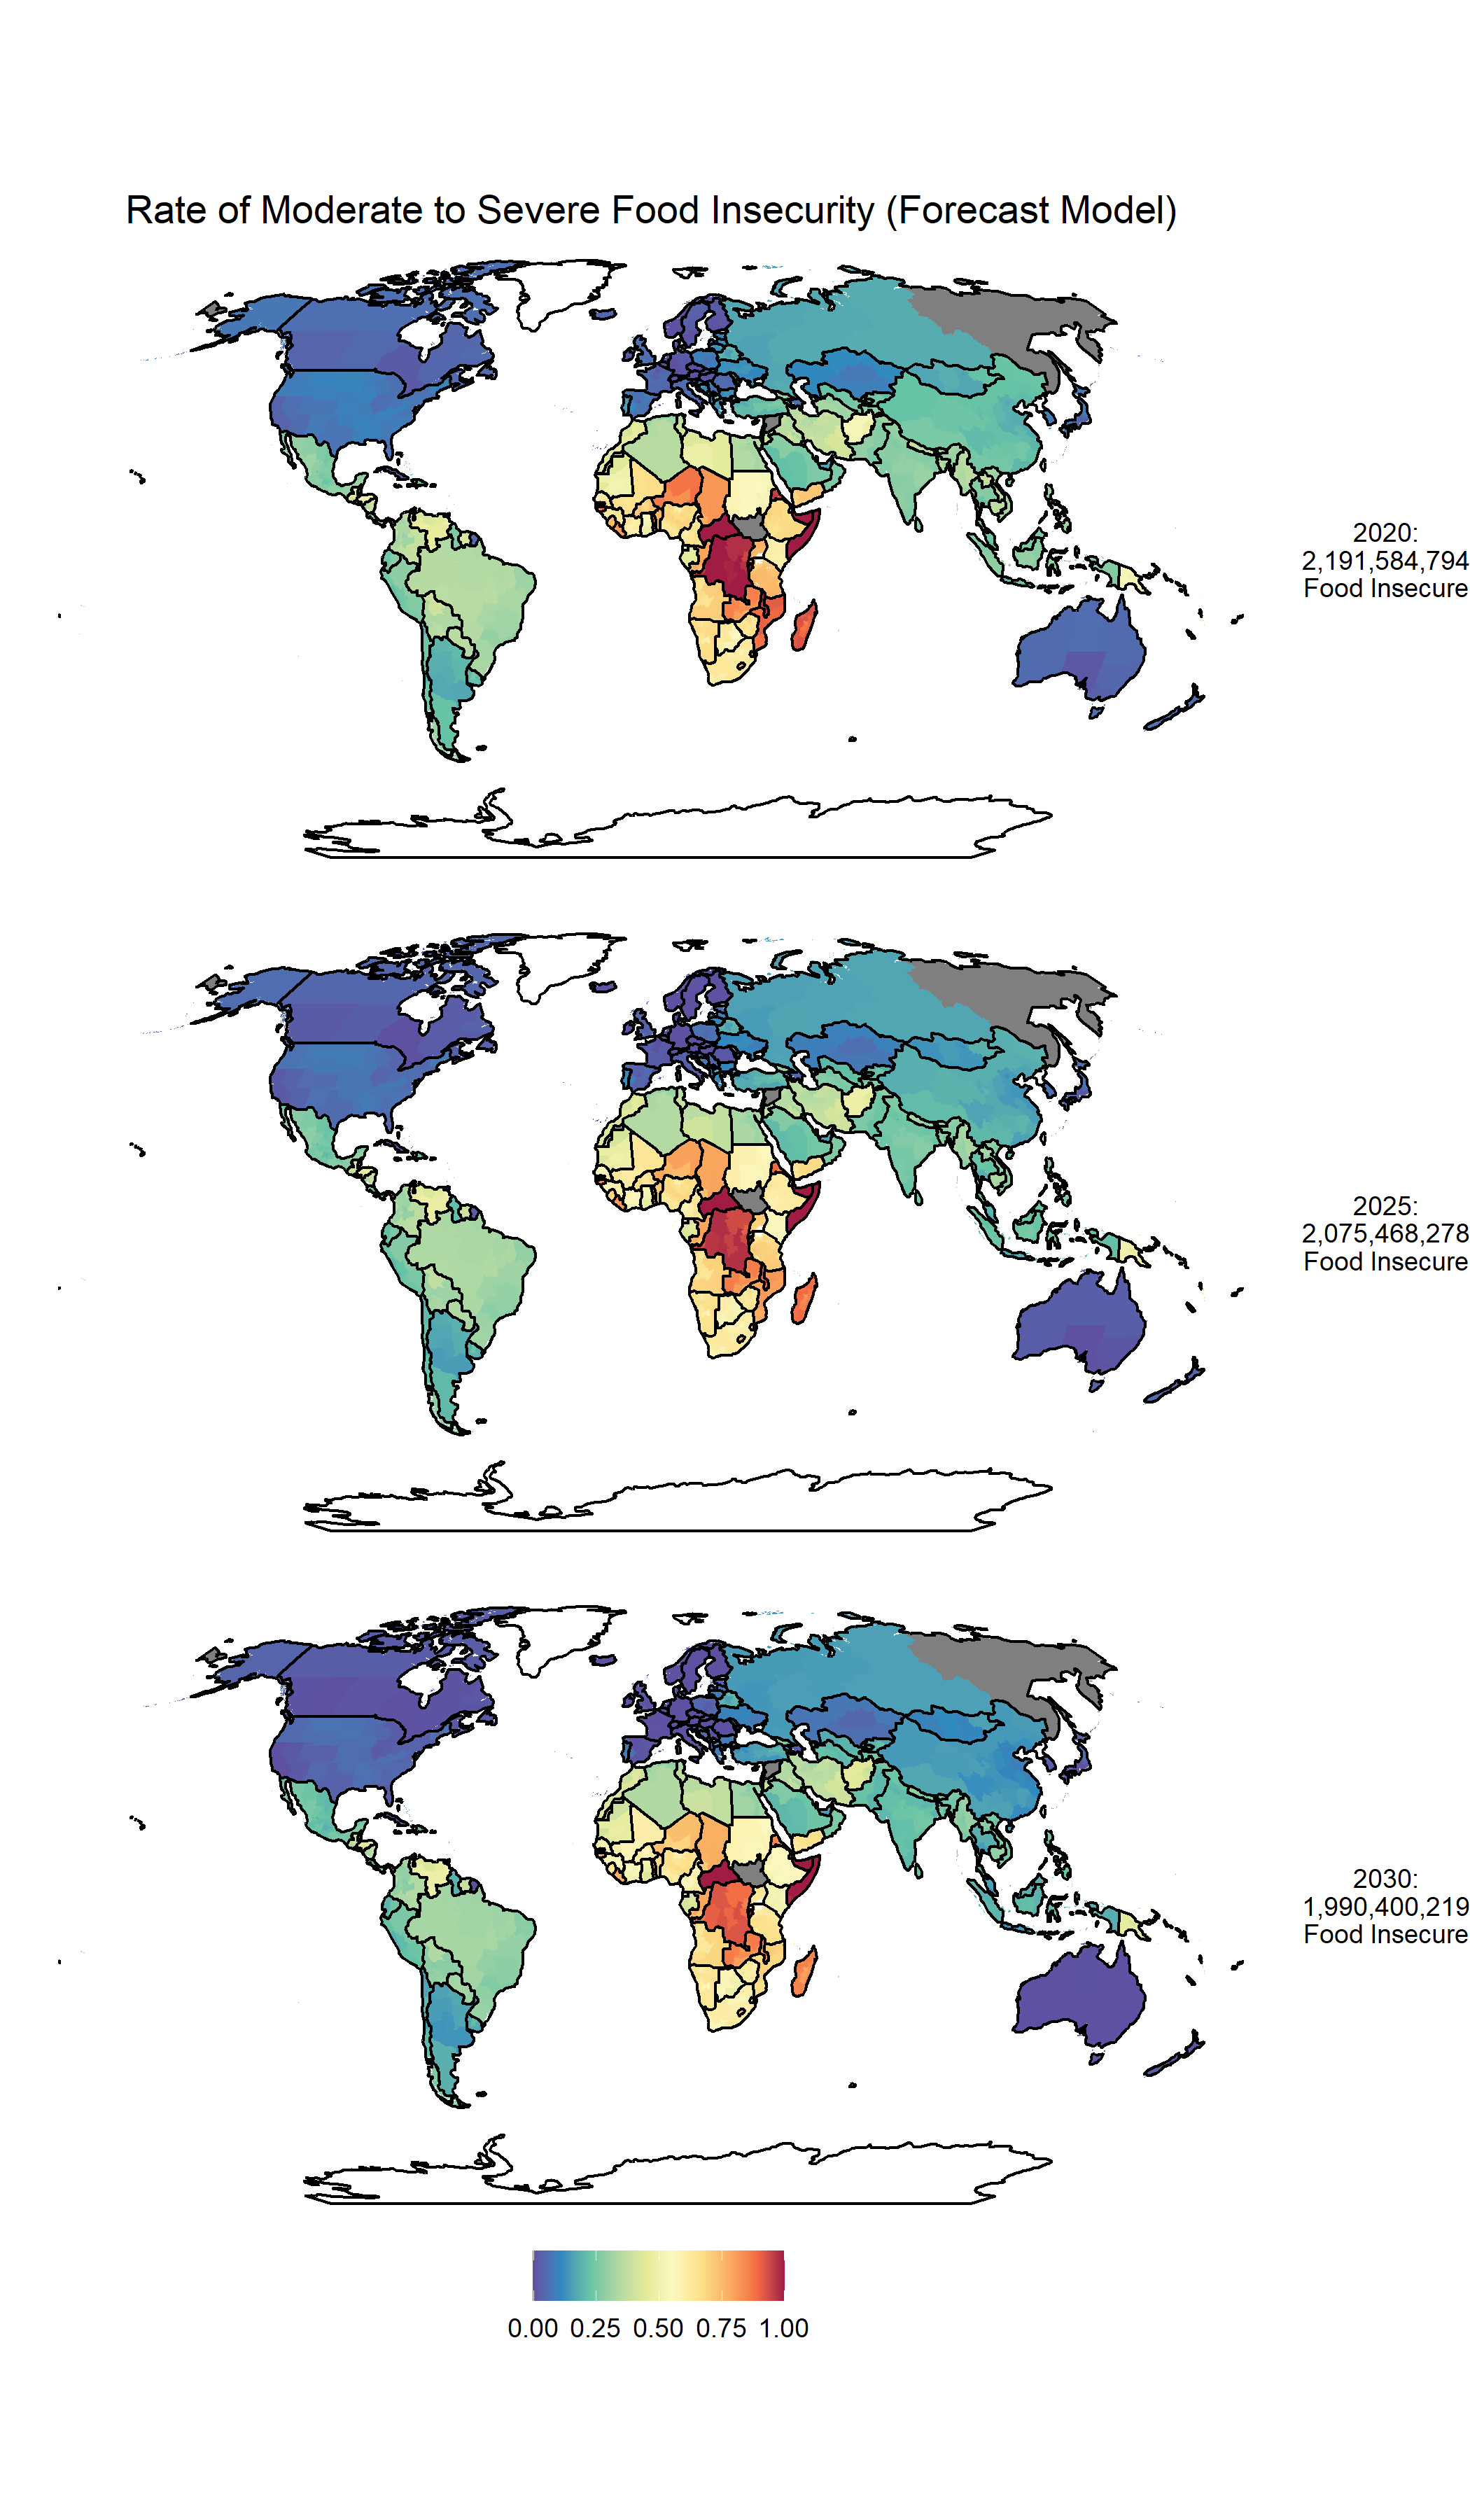 Rate of Moderate to Severe Food Insecurity (Forecast Model)
2020:
2,191,584,794
Food Insecure
2025:
2,075,468,278
Food Insecure
2030:
1,990,400,219
Food Insecure
0.00 0.25 0.50 0.75 1.00